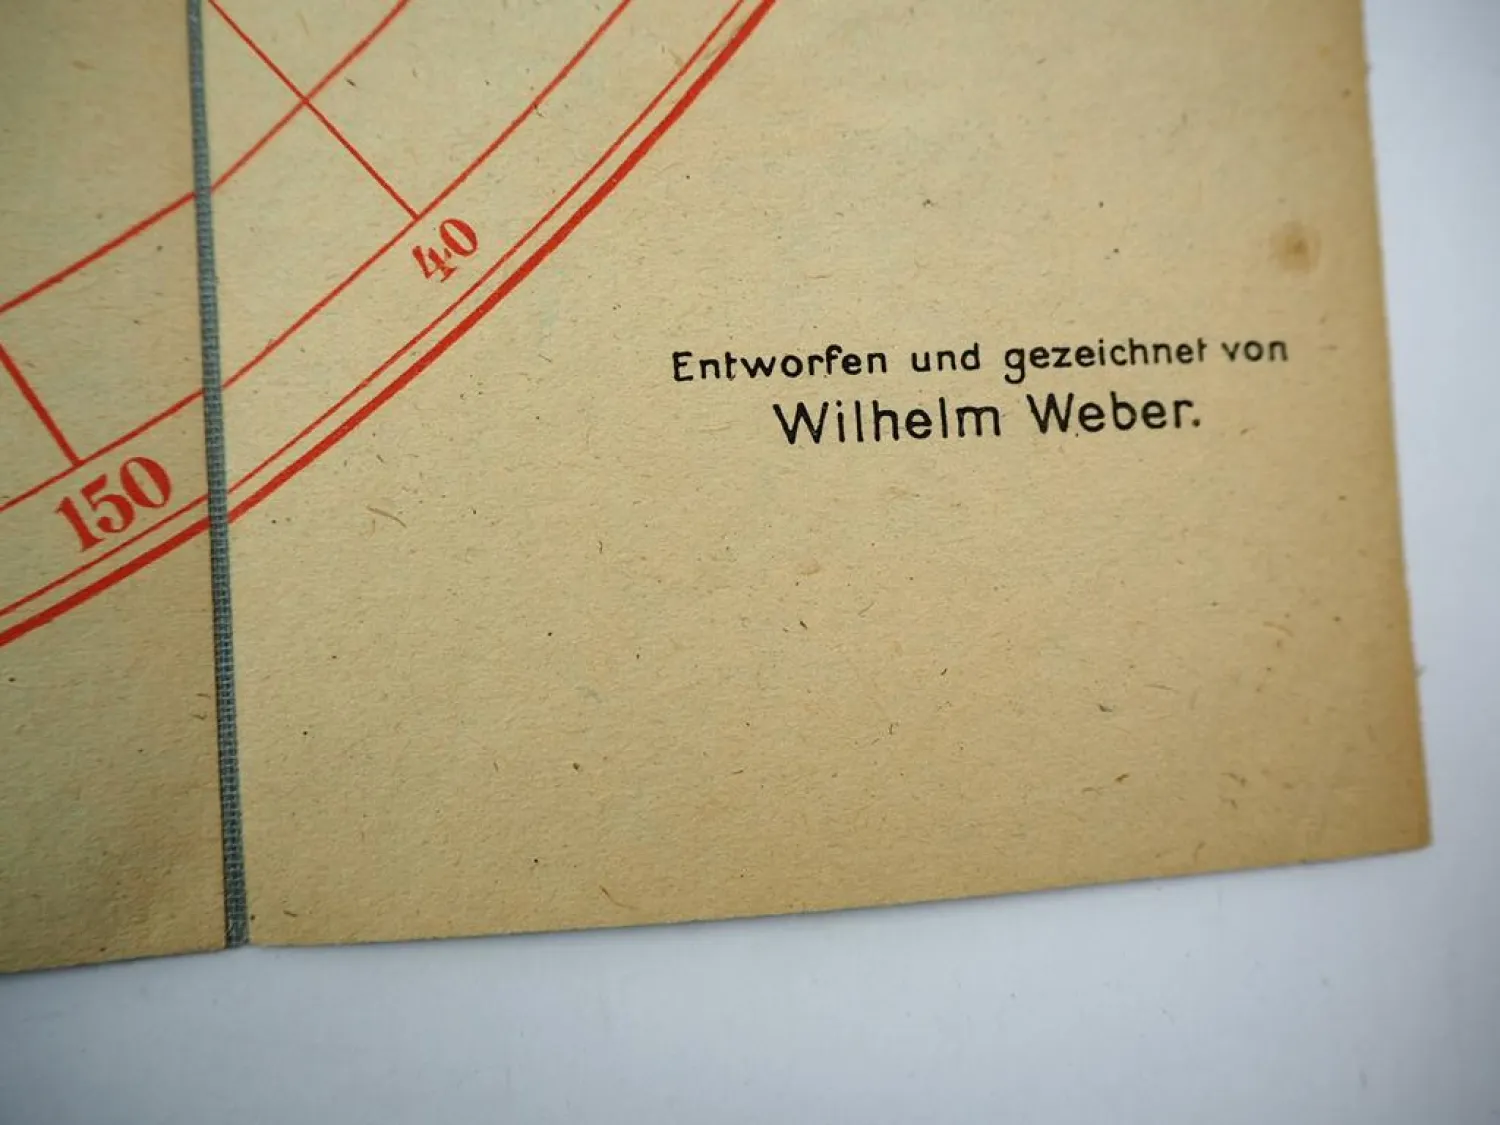 40
150
Entworfen und gezeichnet von
Wilhelm Weber.